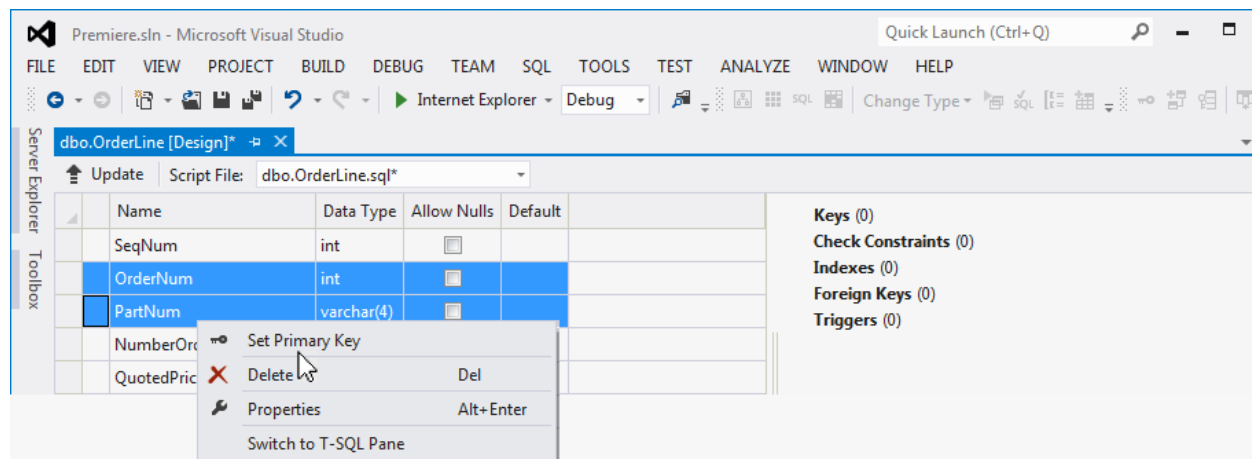 Premiere.sln - Microsoft Visual Studio
Quick Launch (Ctrl+Q)
FILE EDIT VIEW PROJECT BUILD DEBUG TEAM SQL TOOLS TEST ANALYZE WINDOW HELP
Internet Explorer Debug SQL Change Type SQL
Server Explorer
Toolbox
dbo.OrderLine [Design]*
Update Script File: dbo.OrderLine.sql*
Name Data Type Allow Nulls Default
SeqNum int
OrderNum int
PartNum varchar(4)
NumberOr
QuotedPric
Set Primary Key
Delete Del
Properties Alt+Enter
Switch to T-SQL Pane
Keys (0)
Check Constraints (0)
Indexes (0)
Foreign Keys (0)
Triggers (0)